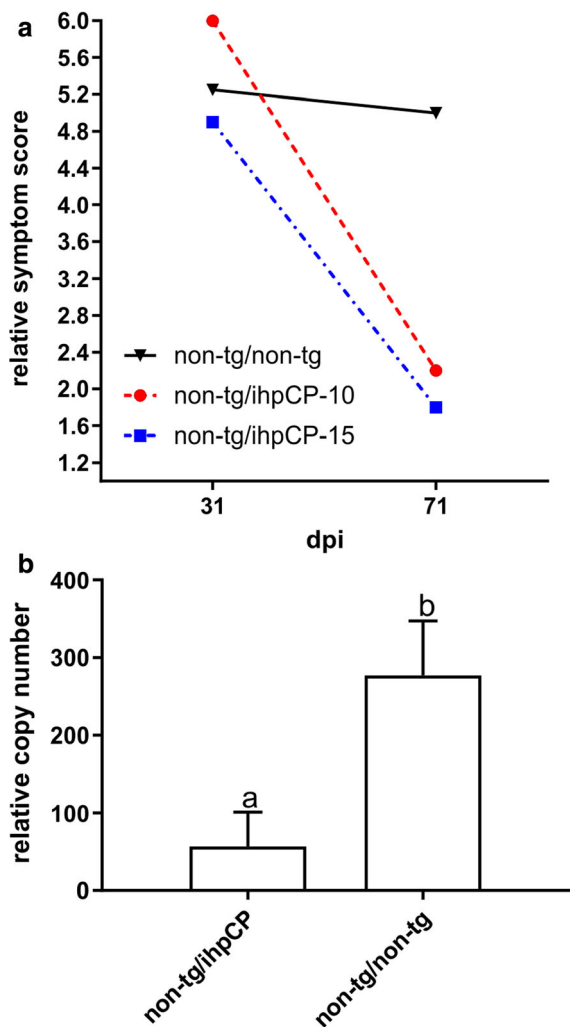 a
relative symptom score
6.0
5.6
5.2
4.8
4.4
4.0
3.6
3.2
2.8
2.4
2.0
1.6
1.2
non-tg/non-tg
non-tg/ihpCP-10
non-tg/ihpCP-15
31 71
dpi
b
relative copy number
400
300
200
100
0
a
b
non-tg/ihpCP
non-tg/non-tg